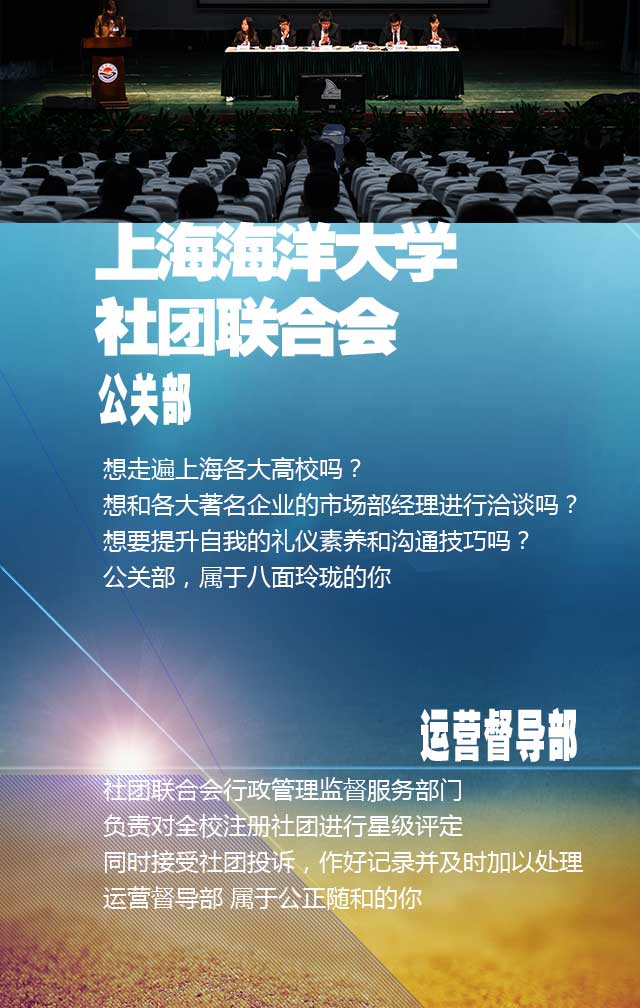 上海海洋大学
社团联合会
公关部
想走遍上海各大高校吗？
想和各大著名企业的市场部经理进行洽谈吗？
想要提升自我的礼仪素养和沟通技巧吗？
公关部，属于八面玲珑的你
运营督导部
社团联合会行政管理监督服务部门
负责对全校注册社团进行星级评定
同时接受社团投诉，作好记录并及时加以处理
运营督导部 属于公正随和的你